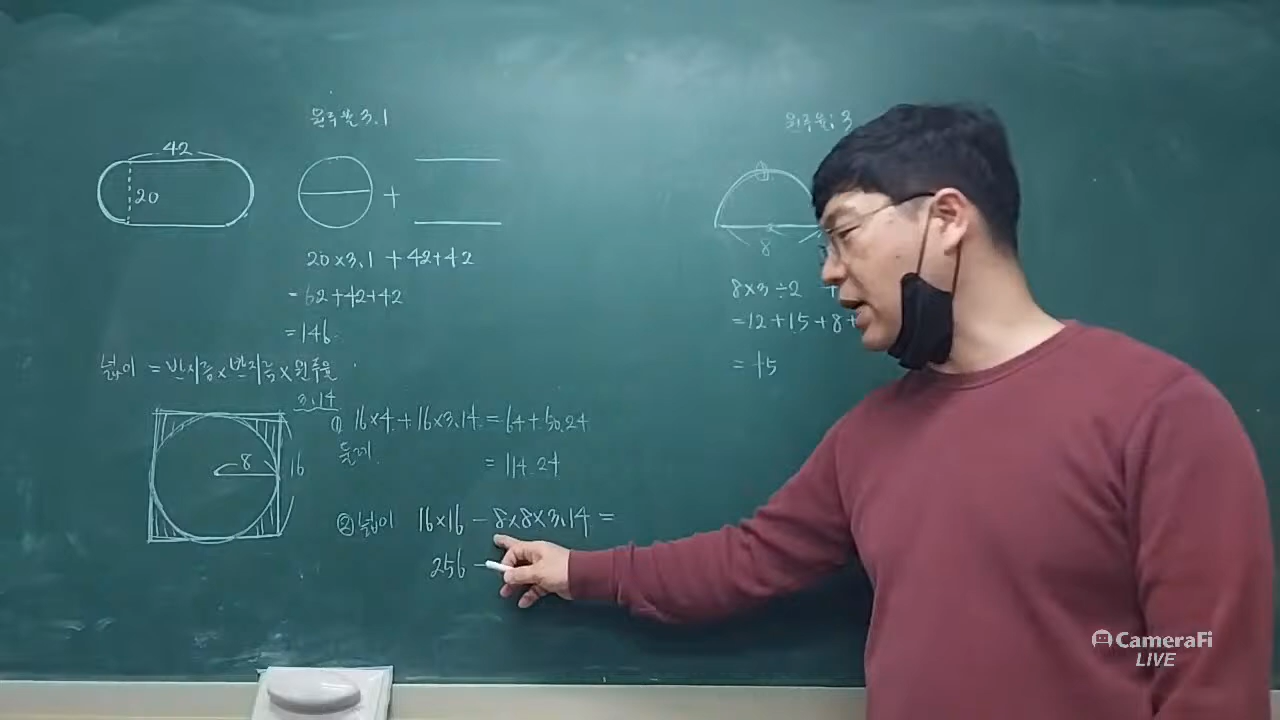 원주율 3.1
42
20
+
20×3.1 +42+42
=62+42+42
=146.
넓이 = 반지름×반지름×원주율
3.14
8
16
① 16×4 + 16×3.14 = 64+50.24
둘레
= 114.24
② 넓이 16×16 - 8×8×3.14 =
256 -
원주율: 3
8
8×3÷2 +
=12+15+8+
= +5
CameraFi
LIVE